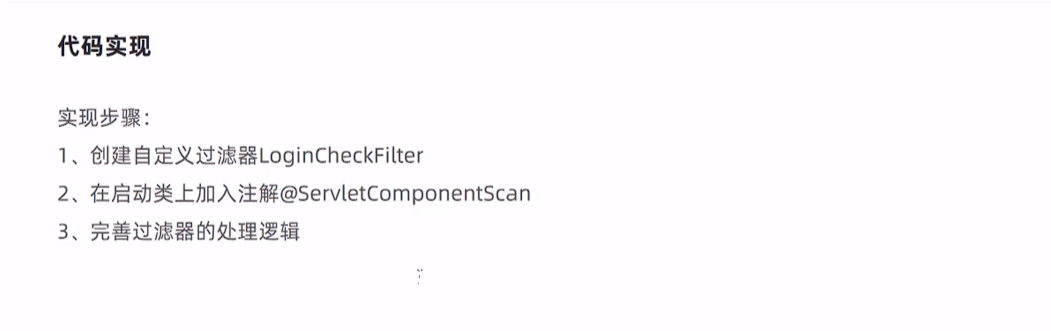 代码实现
实现步骤：
1、创建自定义过滤器LoginCheckFilter
2、在启动类上加入注解@ServletComponentScan
3、完善过滤器的处理逻辑